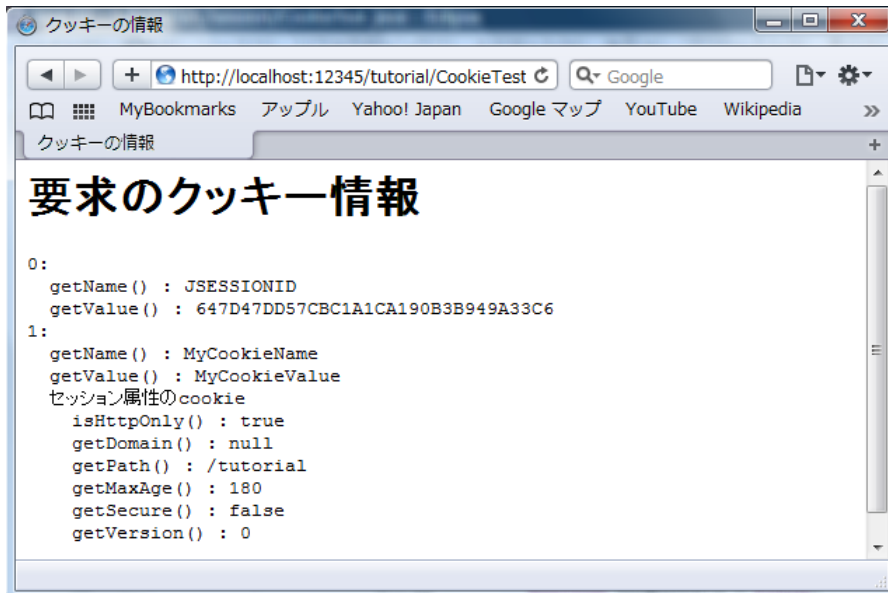 クッキーの情報
http://localhost:12345/tutorial/CookieTest
Google
MyBookmarks アップル Yahoo! Japan Google マップ YouTube Wikipedia
クッキーの情報
要求のクッキー情報
0:
getName() : JSESSIONID
getValue() : 647D47DD57CBC1A1CA190B3B949A33C6
1:
getName() : MyCookieName
getValue() : MyCookieValue
セッション属性のcookie
isHttpOnly() : true
getDomain() : null
getPath() : /tutorial
getMaxAge() : 180
getSecure() : false
getVersion() : 0